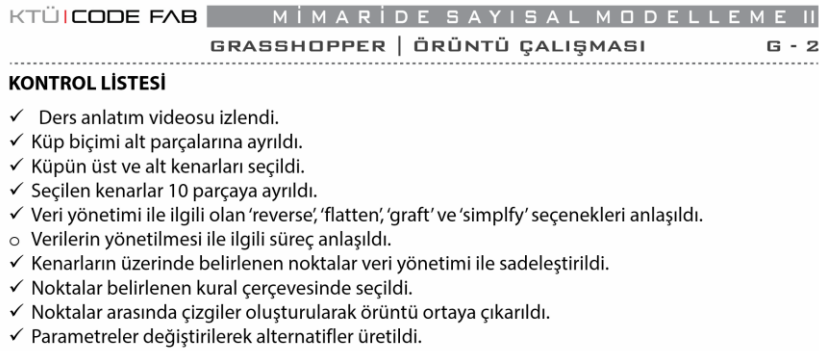 KTÜ|CODE FAB MİMARİDE SAYISAL MODELLEME II
GRASSHOPPER | ÖRÜNTÜ ÇALIŞMASI G - 2
KONTROL LİSTESİ
✓ Ders anlatım videosu izlendi.
✓ Küp biçimi alt parçalarına ayrıldı.
✓ Küpün üst ve alt kenarları seçildi.
✓ Seçilen kenarlar 10 parçaya ayrıldı.
✓ Veri yönetimi ile ilgili olan ‘reverse’, ‘flatten’, ‘graft’ ve ‘simplfy’ seçenekleri anlaşıldı.
o Verilerin yönetilmesi ile ilgili süreç anlaşıldı.
✓ Kenarların üzerinde belirlenen noktalar veri yönetimi ile sadeleştirildi.
✓ Noktalar belirlenen kural çerçevesinde seçildi.
✓ Noktalar arasında çizgiler oluşturularak örüntü ortaya çıkarıldı.
✓ Parametreler değiştirilerek alternatifler üretildi.